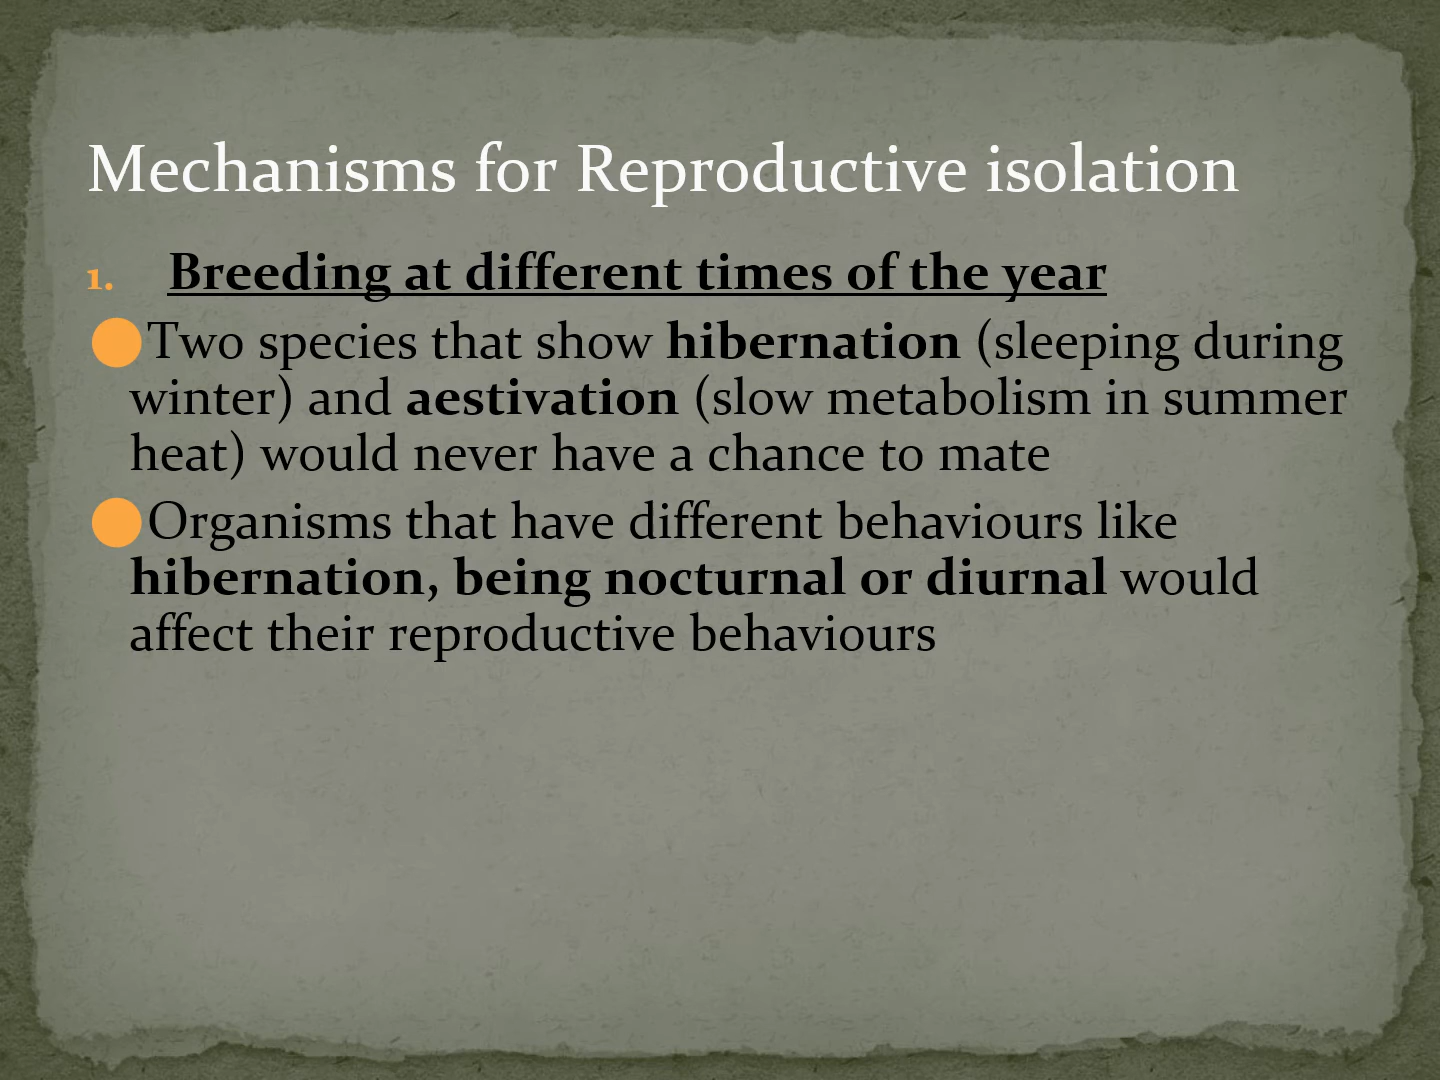 Mechanisms for Reproductive isolation
1. Breeding at different times of the year
Two species that show hibernation (sleeping during
winter) and aestivation (slow metabolism in summer
heat) would never have a chance to mate
Organisms that have different behaviours like
hibernation, being nocturnal or diurnal would
affect their reproductive behaviours